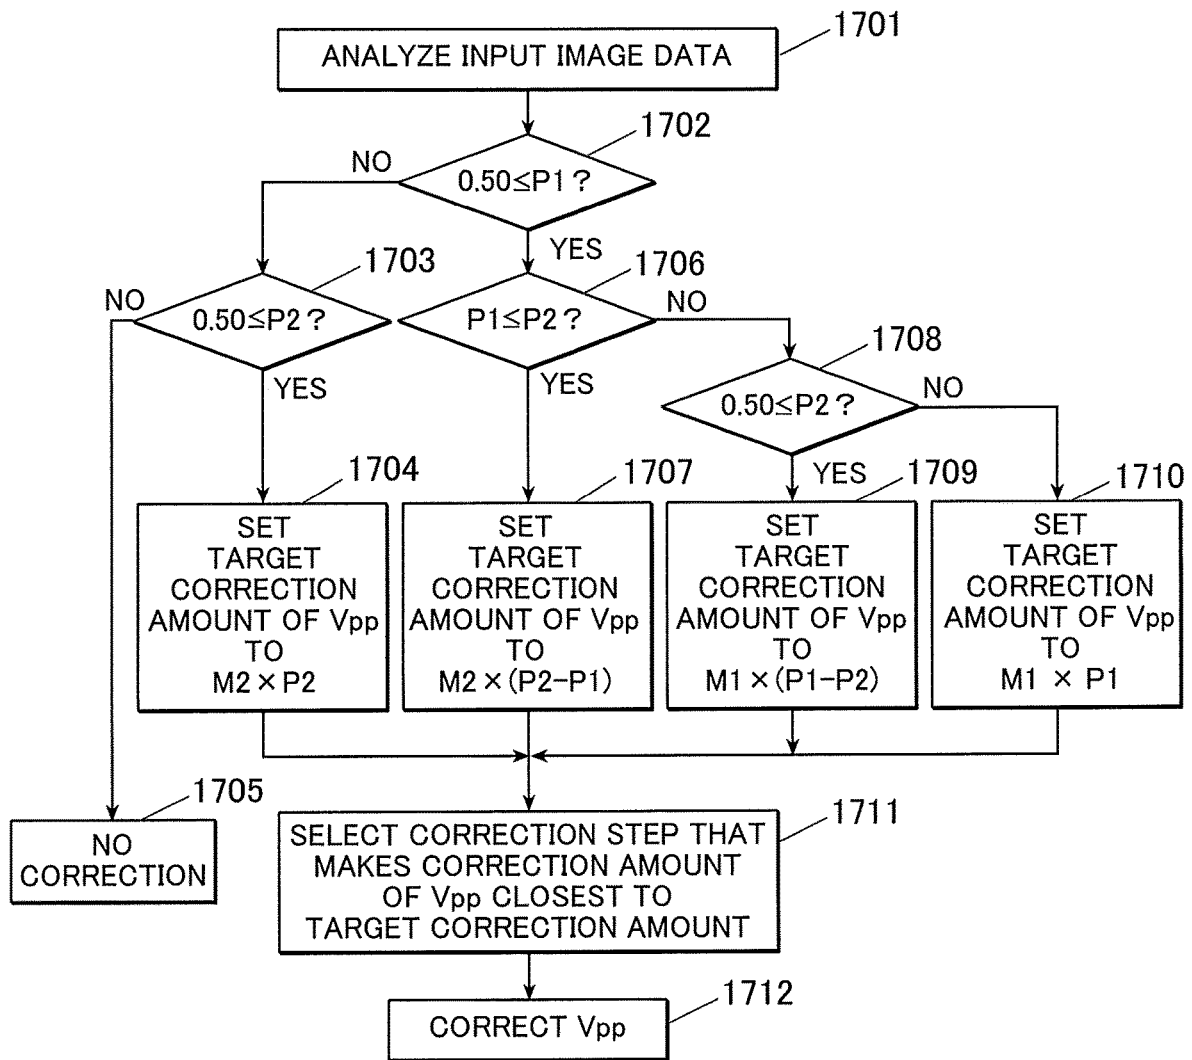 1701
ANALYZE INPUT IMAGE DATA
1702
NO
0.50≤P1?
YES
1703
NO
0.50≤P2?
YES
1706
P1≤P2?
NO
YES
1708
0.50≤P2?
NO
YES
1704
SET
TARGET
CORRECTION
AMOUNT OF Vpp
TO
M2×P2
1707
SET
TARGET
CORRECTION
AMOUNT OF Vpp
TO
M2×(P2-P1)
1709
SET
TARGET
CORRECTION
AMOUNT OF Vpp
TO
M1×(P1-P2)
1710
SET
TARGET
CORRECTION
AMOUNT OF Vpp
TO
M1 × P1
1705
NO
CORRECTION
1711
SELECT CORRECTION STEP THAT
MAKES CORRECTION AMOUNT
OF Vpp CLOSEST TO
TARGET CORRECTION AMOUNT
1712
CORRECT Vpp